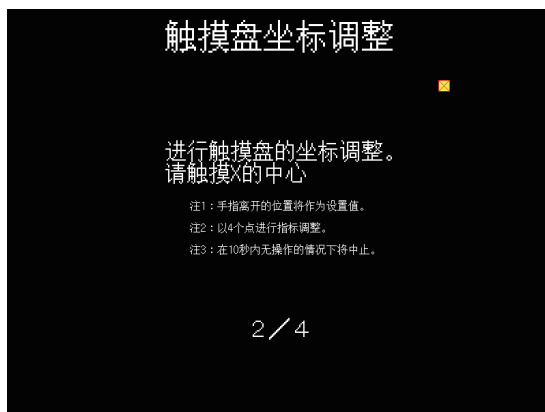 触摸盘坐标调整
进行触摸盘的坐标调整。
请触摸X的中心
注1：手指离开的位置将作为设置值。
注2：以4个点进行指标调整。
注3：在10秒内无操作的情况下将中止。
2／4